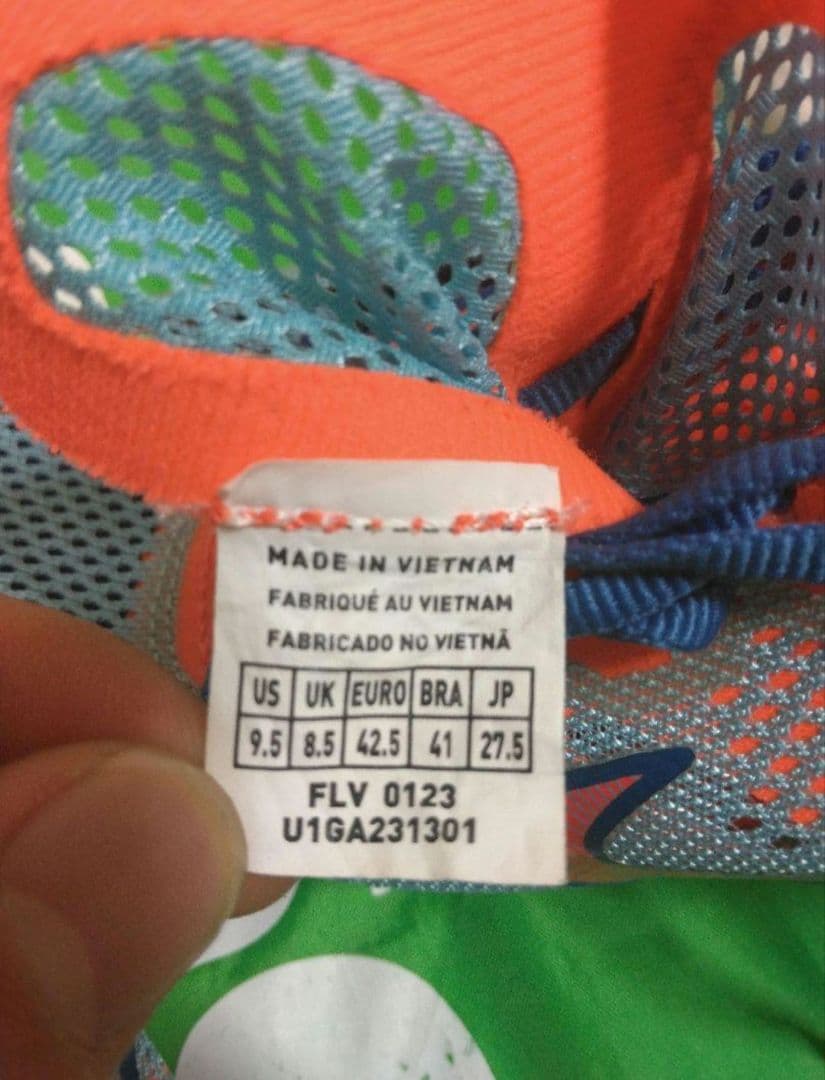 MADE IN VIETNAM
FABRIQUÉ AU VIETNAM
FABRICADO NO VIETNÃ
US UK EURO BRA JP
9.5 8.5 42.5 41 27.5
FLV 0123
U1GA231301